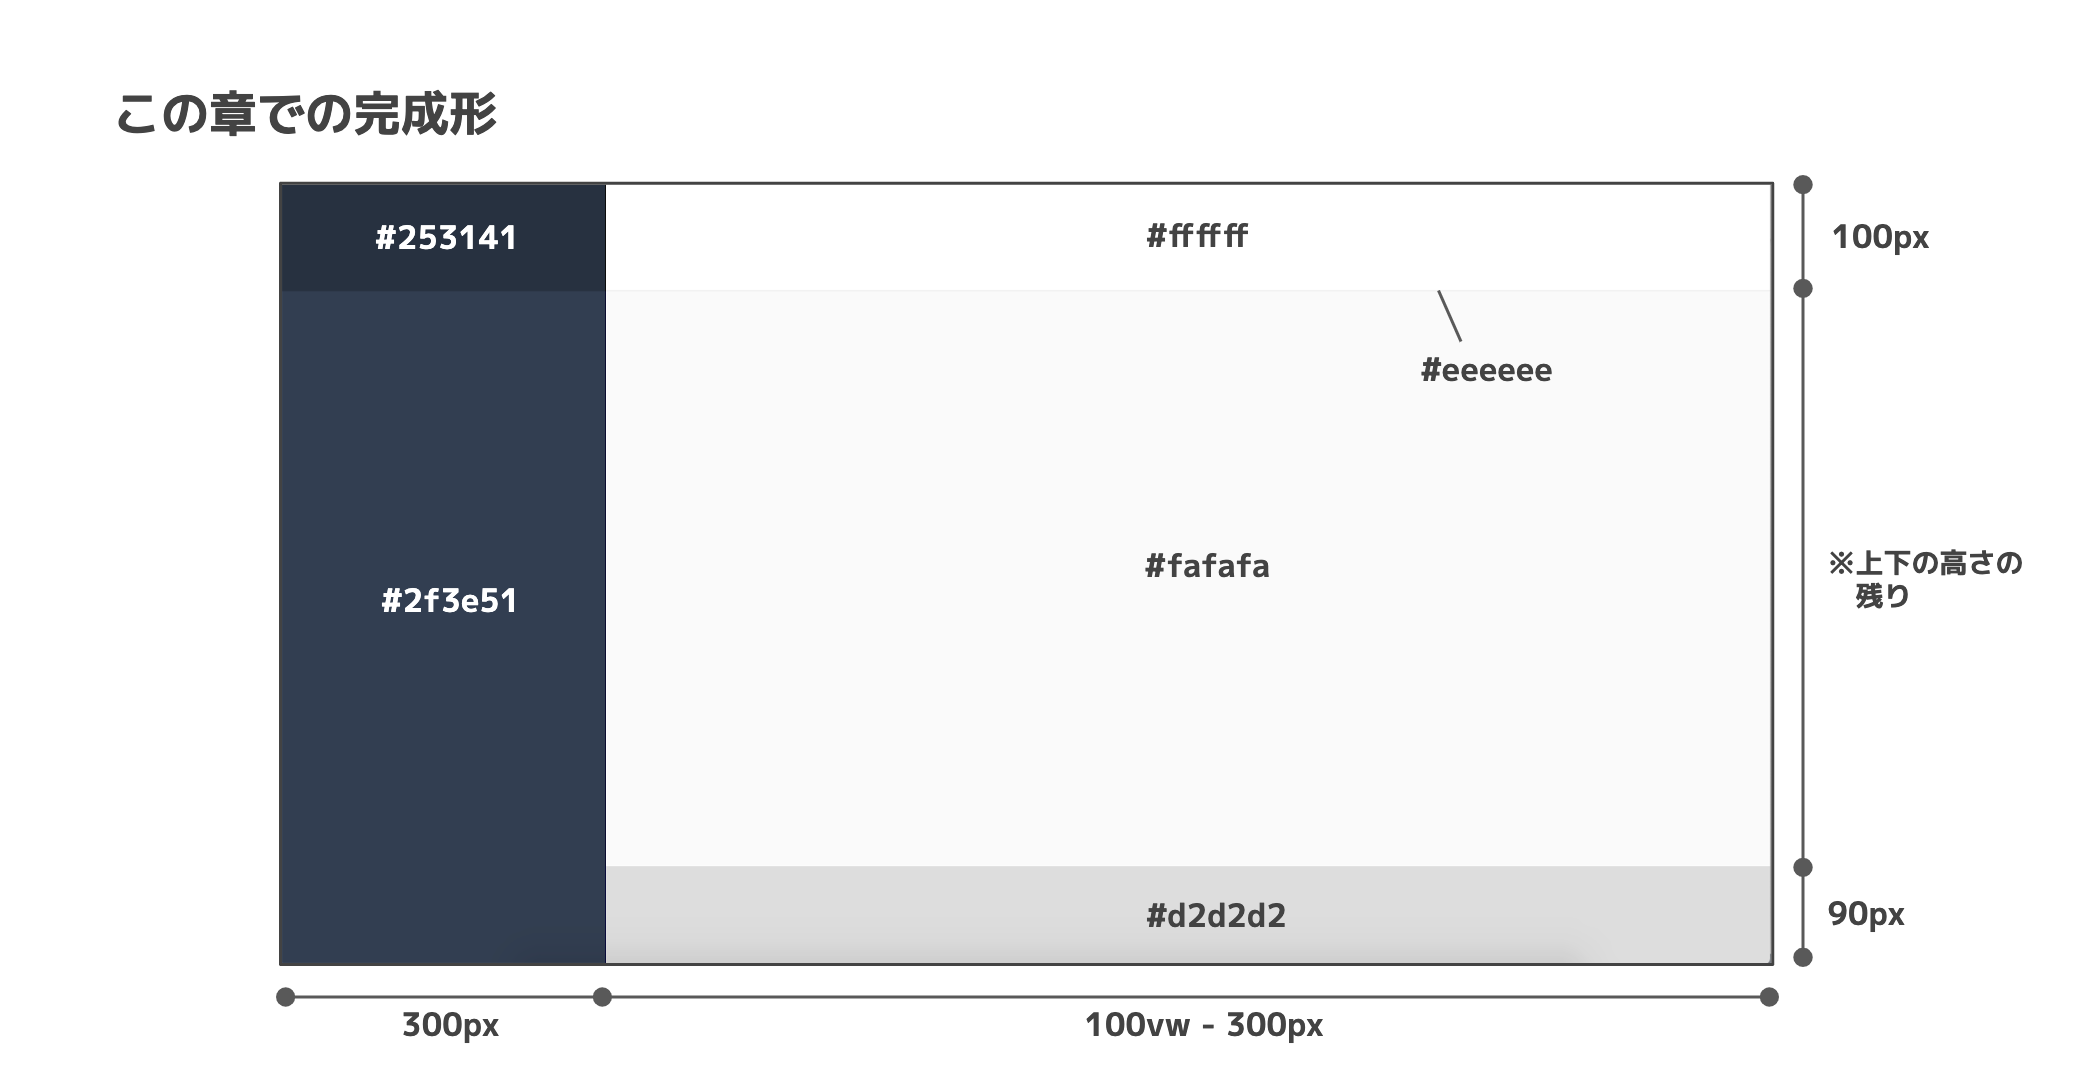 この章での完成形
#253141
#ffffff
100px
#eeeeee
#2f3e51
#fafafa
※上下の高さの
残り
#d2d2d2
90px
300px
100vw - 300px